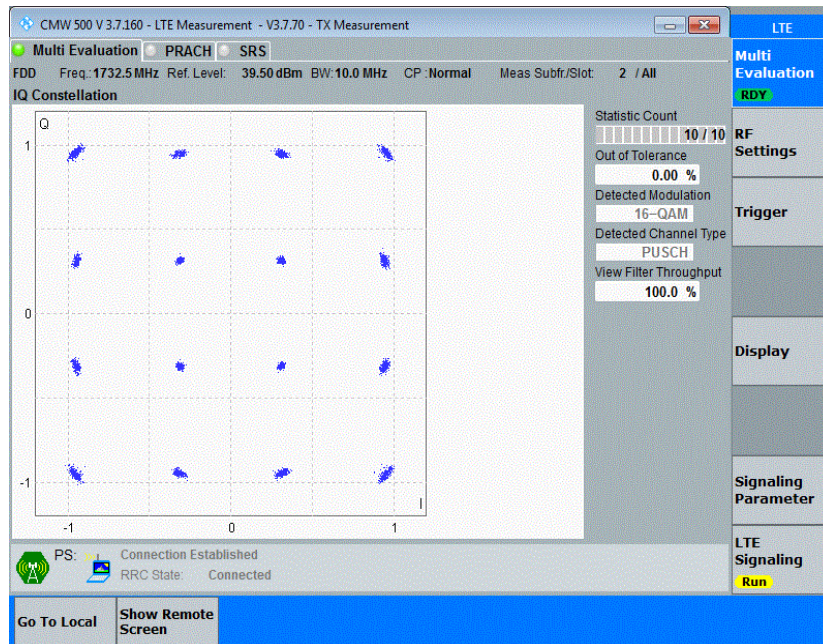 CMW 500 V 3.7.160 - LTE Measurement - V3.7.70 - TX Measurement
LTE
Multi Evaluation PRACH SRS
Multi
Evaluation
RDY
FDD Freq.: 1732.5 MHz Ref. Level: 39.50 dBm BW: 10.0 MHz CP : Normal Meas Subfr./Slot: 2 / All
IQ Constellation
Statistic Count
10 / 10
Out of Tolerance
0.00 %
Detected Modulation
16-QAM
Detected Channel Type
PUSCH
View Filter Throughput
100.0 %
Q
1
0
-1
I
-1 0 1
RF
Settings
Trigger
Display
Signaling
Parameter
LTE
Signaling
Run
PS: Connection Established
RRC State: Connected
Go To Local
Show Remote
Screen